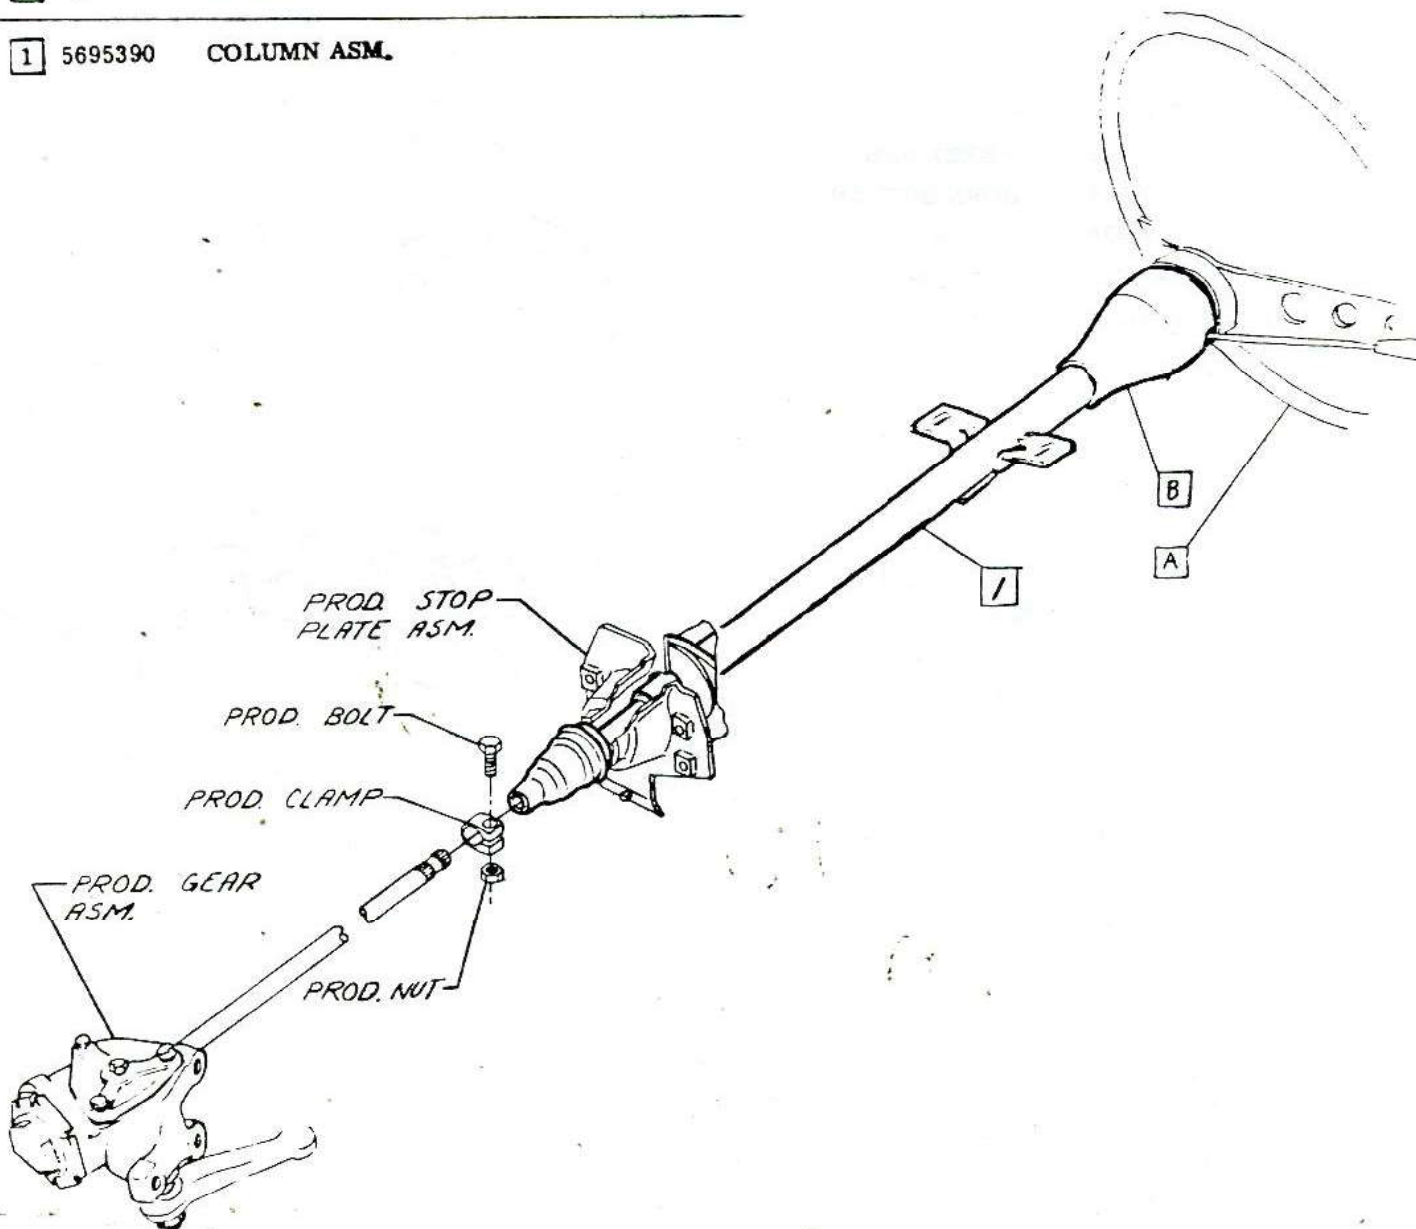 1 5695390 COLUMN ASM.
B
A
1
PROD. STOP
PLATE ASM.
PROD. BOLT
PROD. CLAMP
PROD. GEAR
ASM.
PROD. NUT